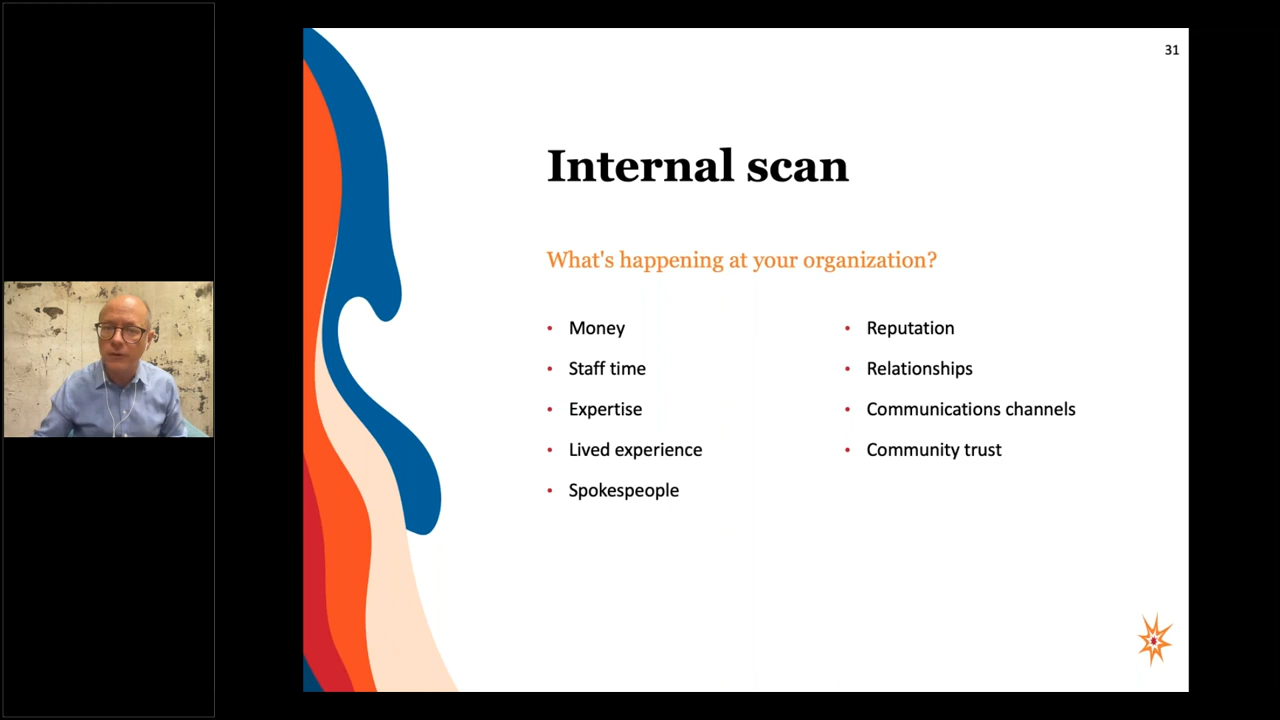 31
Internal scan
What's happening at your organization?
• Money
• Staff time
• Expertise
• Lived experience
• Spokespeople
• Reputation
• Relationships
• Communications channels
• Community trust